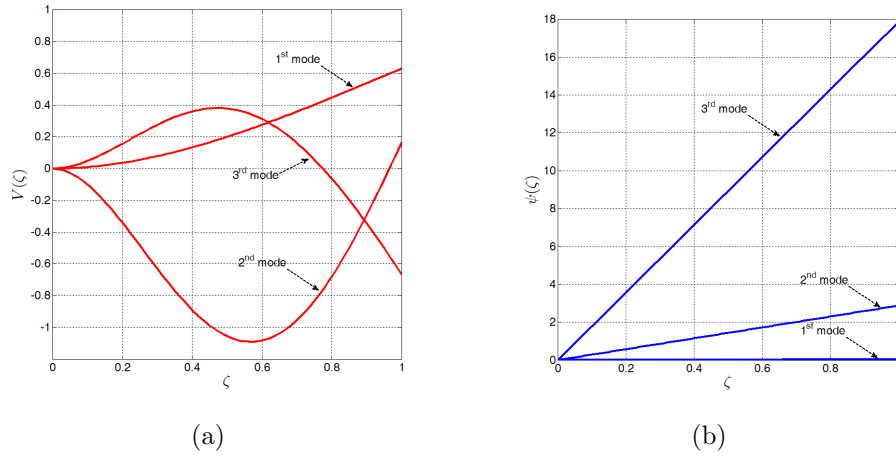 1
0.8
0.6
0.4
0.2
0
-0.2
-0.4
-0.6
-0.8
-1
V(ζ)
1st mode
3rd mode
2nd mode
0 0.2 0.4 0.6 0.8 1
ζ
(a)
18
16
14
12
10
8
6
4
2
0
ψ(ζ)
3rd mode
2nd mode
1st mode
0 0.2 0.4 0.6 0.8
ζ
(b)